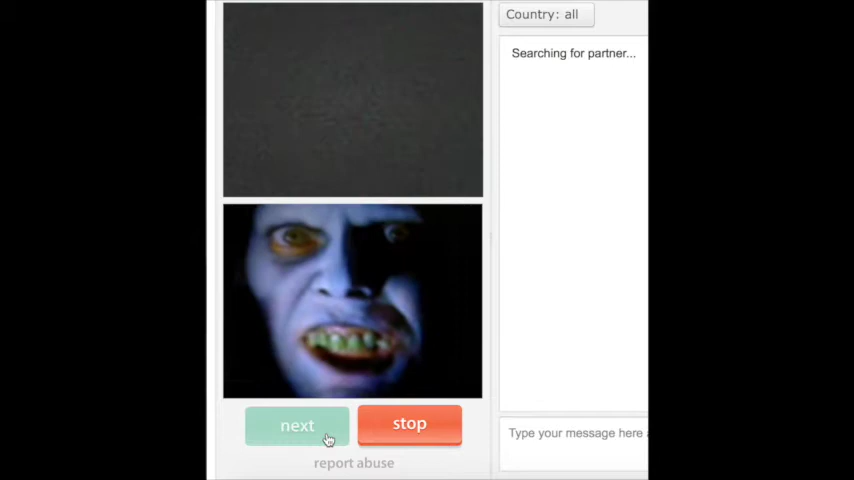 Country: all
Searching for partner...
next
stop
Type your message here
report abuse